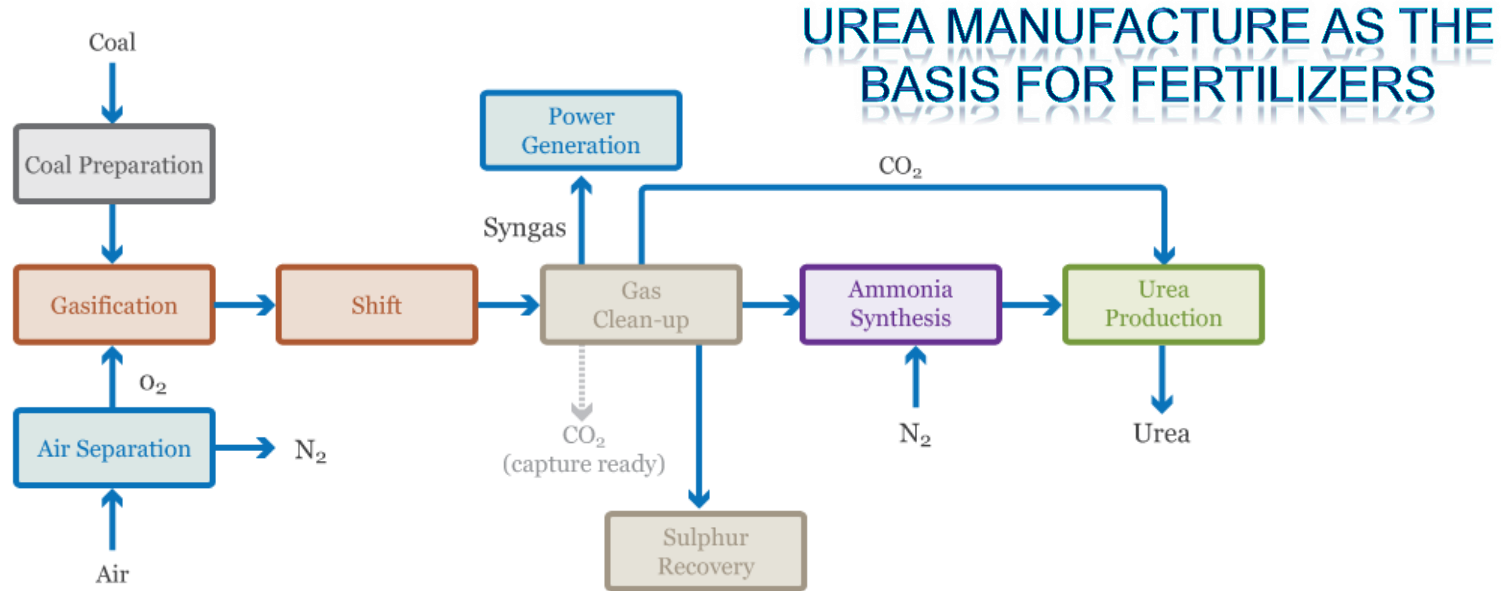 UREA MANUFACTURE AS THE
BASIS FOR FERTILIZERS
Coal
Coal Preparation
Power
Generation
CO₂
Syngas
Gasification
Shift
Gas
Clean-up
Ammonia
Synthesis
Urea
Production
O₂
Air Separation
N₂
CO₂
(capture ready)
N₂
Urea
Sulphur
Recovery
Air